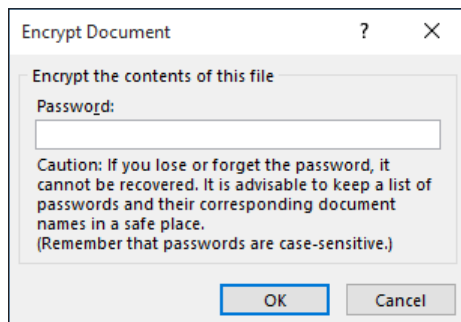 Encrypt Document ?
Encrypt the contents of this file
Password:
Caution: If you lose or forget the password, it
cannot be recovered. It is advisable to keep a list of
passwords and their corresponding document
names in a safe place.
(Remember that passwords are case-sensitive.)
OK Cancel